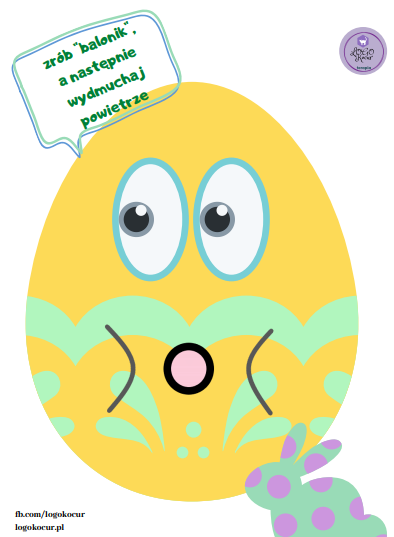 zrób "balonik",
a następnie
wydmuchaj
powietrze
fb.com/logokocur
logokocur.pl